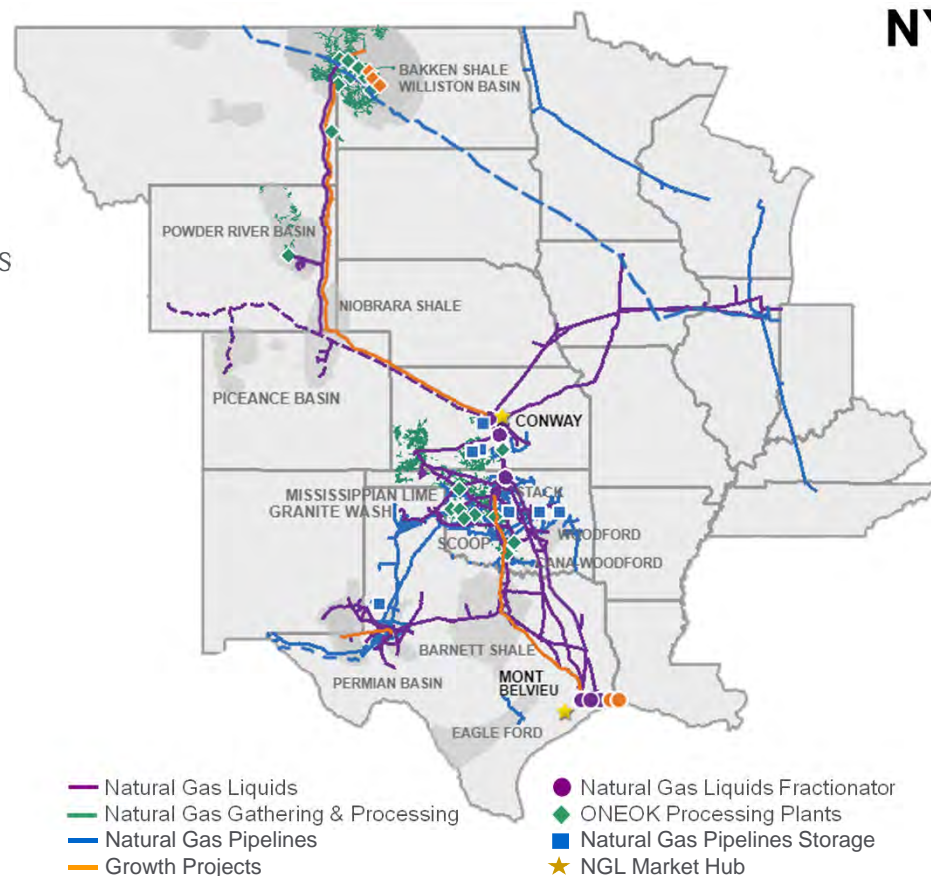 NY
BAKKEN SHALE
WILLISTON BASIN
POWDER RIVER BASIN
S
NIOBRARA SHALE
PICEANCE BASIN
CONWAY
MISSISSIPPIAN LIME
STACK
GRANITE WASH
WOODFORD
SCOOP
CANA-WOODFORD
BARNETT SHALE
PERMIAN BASIN
MONT
BELVIEU
EAGLE FORD
Natural Gas Liquids
Natural Gas Gathering & Processing
Natural Gas Pipelines
Growth Projects
Natural Gas Liquids Fractionator
ONEOK Processing Plants
Natural Gas Pipelines Storage
NGL Market Hub